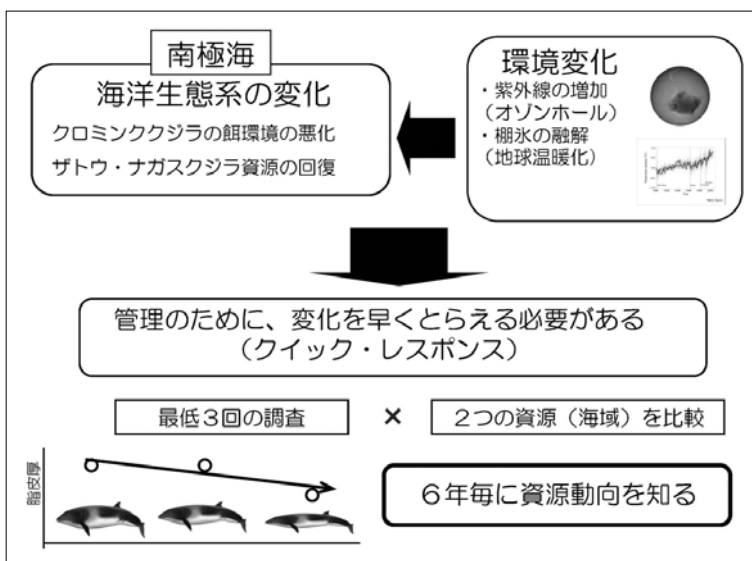 南極海
海洋生態系の変化
クロミンククジラの餌環境の悪化
ザトウ・ナガスクジラ資源の回復
環境変化
・紫外線の増加
（オゾンホール）
・棚氷の融解
（地球温暖化）
管理のために、変化を早くとらえる必要がある
（クイック・レスポンス）
最低３回の調査
×
２つの資源（海域）を比較
脂皮厚
６年毎に資源動向を知る